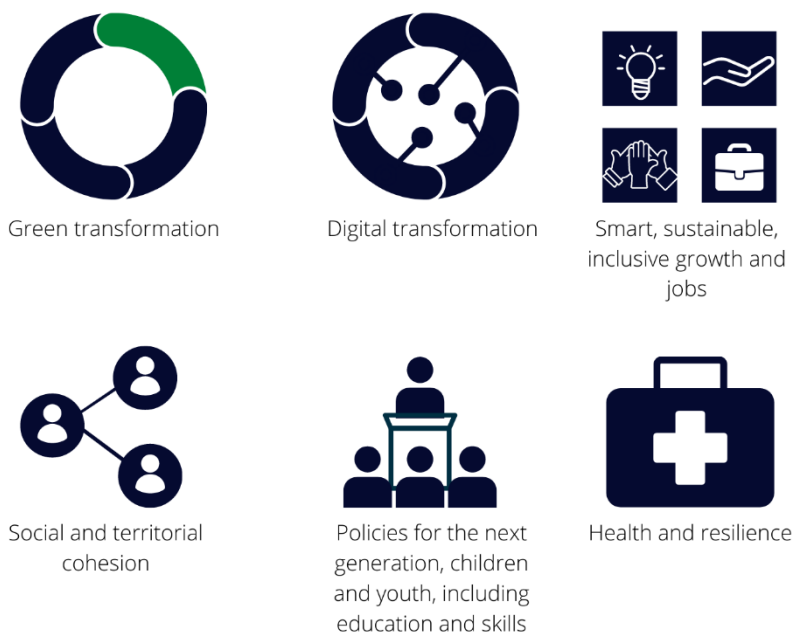 Green transformation
Digital transformation
Smart, sustainable,
inclusive growth and
jobs
Social and territorial
cohesion
Policies for the next
generation, children
and youth, including
education and skills
Health and resilience